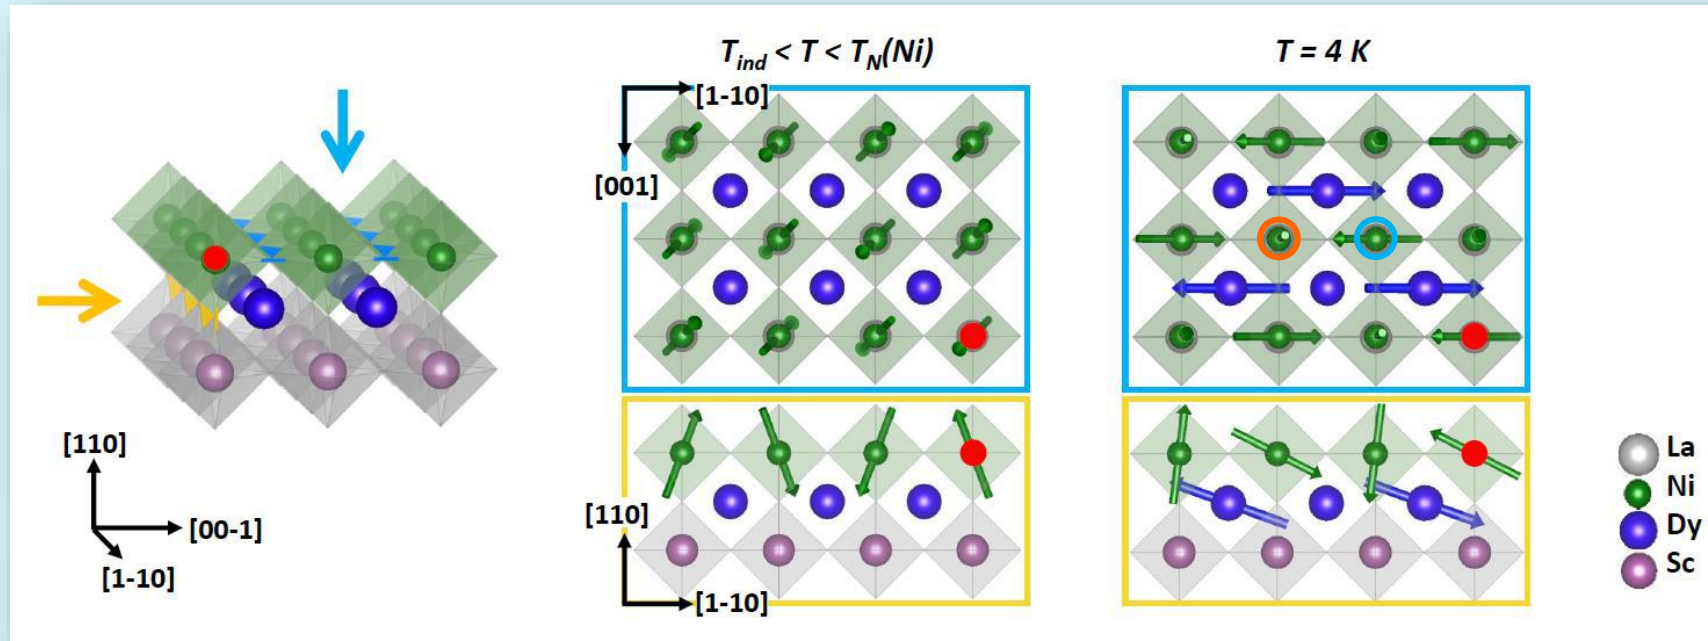 T_ind < T < T_N(Ni)
T = 4 K
[1-10]
[001]
[110]
[00-1]
[1-10]
[110]
[1-10]
La
Ni
Dy
Sc